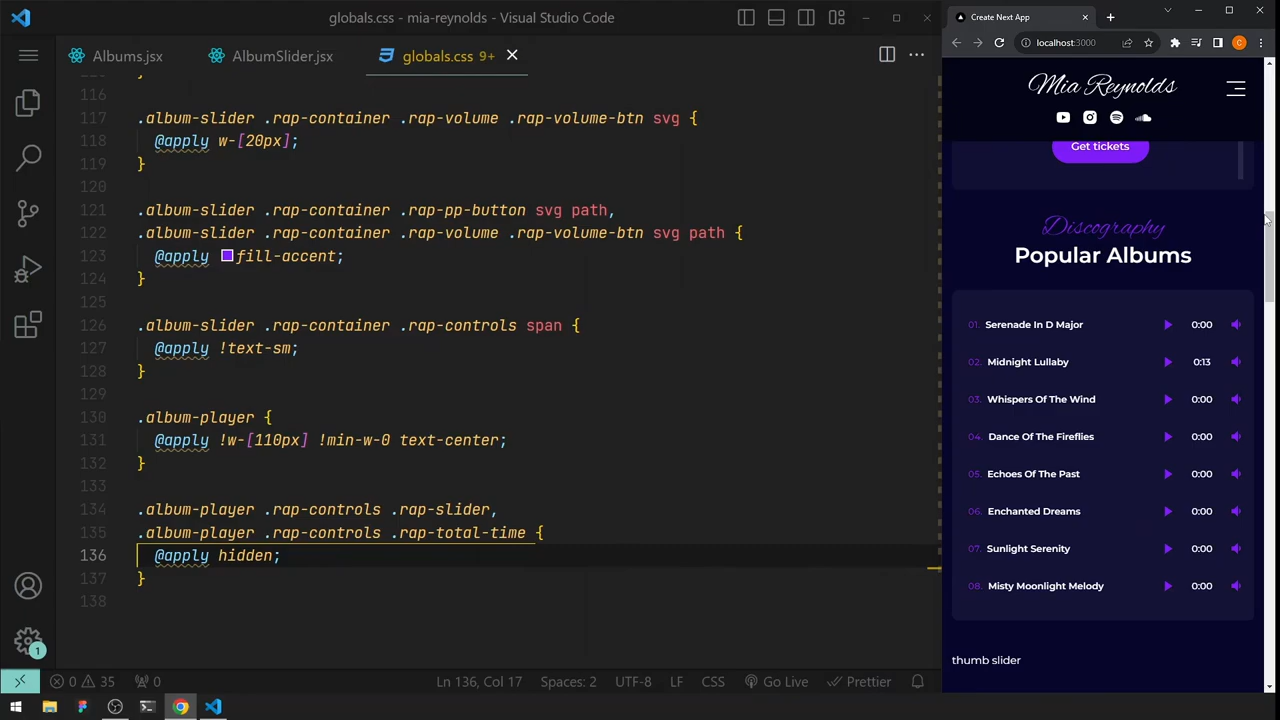 globals.css - mia-reynolds - Visual Studio Code
Albums.jsx
AlbumSlider.jsx
globals.css 9+
116
117 .album-slider .rap-container .rap-volume .rap-volume-btn svg {
118 @apply w-[20px];
119 }
120
121 .album-slider .rap-container .rap-pp-button svg path,
122 .album-slider .rap-container .rap-volume .rap-volume-btn svg path {
123 @apply fill-accent;
124 }
125
126 .album-slider .rap-container .rap-controls span {
127 @apply !text-sm;
128 }
129
130 .album-player {
131 @apply !w-[110px] !min-w-0 text-center;
132 }
133
134 .album-player .rap-controls .rap-slider,
135 .album-player .rap-controls .rap-total-time {
136 @apply hidden;
137 }
138
1
0 35 0
Ln 136, Col 17 Spaces: 2 UTF-8 LF CSS Go Live Prettier
Create Next App
localhost:3000
C
Mia Reynolds
Get tickets
Discography
Popular Albums
01. Serenade In D Major 0:00
02. Midnight Lullaby 0:13
03. Whispers Of The Wind 0:00
04. Dance Of The Fireflies 0:00
05. Echoes Of The Past 0:00
06. Enchanted Dreams 0:00
07. Sunlight Serenity 0:00
08. Misty Moonlight Melody 0:00
thumb slider